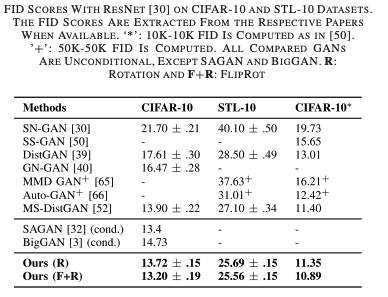 FID SCORES WITH RESNET [30] ON CIFAR-10 AND STL-10 DATASETS.
THE FID SCORES ARE EXTRACTED FROM THE RESPECTIVE PAPERS
WHEN AVAILABLE. ‘*’: 10K-10K FID IS COMPUTED AS IN [50].
‘+’: 50K-50K FID IS COMPUTED. ALL COMPARED GANS
ARE UNCONDITIONAL, EXCEPT SAGAN AND BIGGAN. R:
ROTATION AND F+R: FLIPROT
Methods CIFAR-10 STL-10 CIFAR-10*
SN-GAN [30] 21.70 ± .21 40.10 ± .50 19.73
SS-GAN [50] - - 15.65
DistGAN [39] 17.61 ± .30 28.50 ± .49 13.01
GN-GAN [40] 16.47 ± .28 - -
MMD GAN+ [65] - 37.63+ 16.21+
Auto-GAN+ [66] - 31.01+ 12.42+
MS-DistGAN [52] 13.90 ± .22 27.10 ± .34 11.40
SAGAN [32] (cond.) 13.4 - -
BigGAN [3] (cond.) 14.73 - -
Ours (R) 13.72 ± .15 25.69 ± .15 11.35
Ours (F+R) 13.20 ± .19 25.56 ± .15 10.89